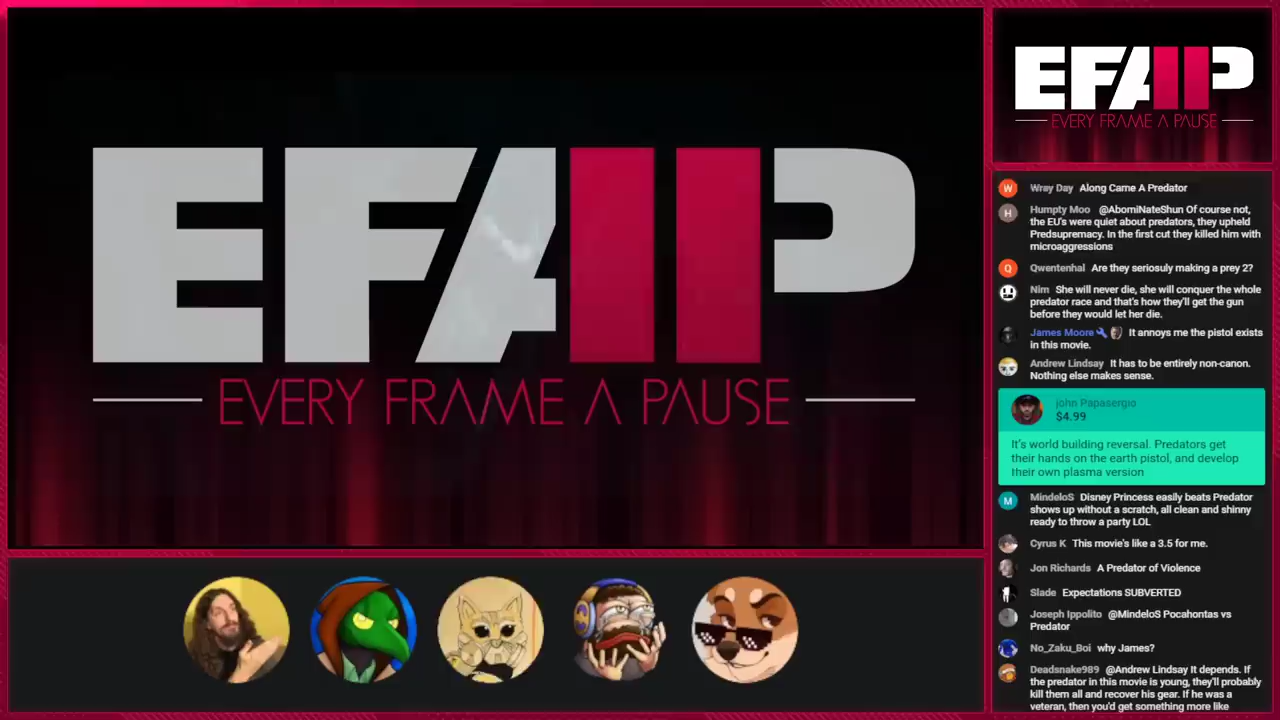 EFAP
EVERY FRAME A PAUSE
EFAP
EVERY FRAME A PAUSE
W Wray Day Along Came A Predator
H Humpty Moo @AbomiNateShun Of course not,
the EU's were quiet about predators, they upheld
Predsupremacy. In the first cut they killed him with
microaggressions
Q Qwentenhal Are they seriosuly making a prey 2?
Nim She will never die, she will conquer the whole
predator race and that's how they'll get the gun
before they would let her die.
James Moore It annoys me the pistol exists
in this movie.
Andrew Lindsay It has to be entirely non-canon.
Nothing else makes sense.
john Papasergio
$4.99
It's world building reversal. Predators get
their hands on the earth pistol, and develop
their own plasma version
M MindeloS Disney Princess easily beats Predator
shows up without a scratch, all clean and shinny
ready to throw a party LOL
Cyrus K This movie's like a 3.5 for me.
Jon Richards A Predator of Violence
Slade Expectations SUBVERTED
Joseph Ippolito @MindeloS Pocahontas vs
Predator
No_Zaku_Boi why James?
Deadsnake989 @Andrew Lindsay It depends. If
the predator in this movie is young, they'll probably
kill them all and recover his gear. If he was a
veteran, then you'd get something more like